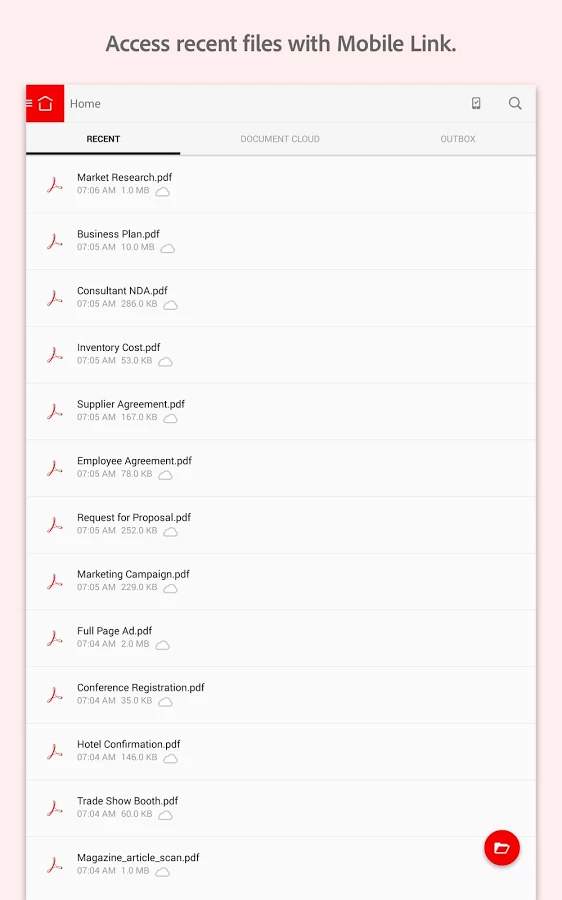 Access recent files with Mobile Link.
Home
RECENT DOCUMENT CLOUD OUTBOX
Market Research.pdf
07:06 AM 1.0 MB
Business Plan.pdf
07:05 AM 10.0 MB
Consultant NDA.pdf
07:05 AM 286.0 KB
Inventory Cost.pdf
07:05 AM 53.0 KB
Supplier Agreement.pdf
07:05 AM 167.0 KB
Employee Agreement.pdf
07:05 AM 78.0 KB
Request for Proposal.pdf
07:05 AM 252.0 KB
Marketing Campaign.pdf
07:05 AM 229.0 KB
Full Page Ad.pdf
07:04 AM 2.0 MB
Conference Registration.pdf
07:04 AM 35.0 KB
Hotel Confirmation.pdf
07:04 AM 146.0 KB
Trade Show Booth.pdf
07:04 AM 60.0 KB
Magazine_article_scan.pdf
07:04 AM 1.0 MB